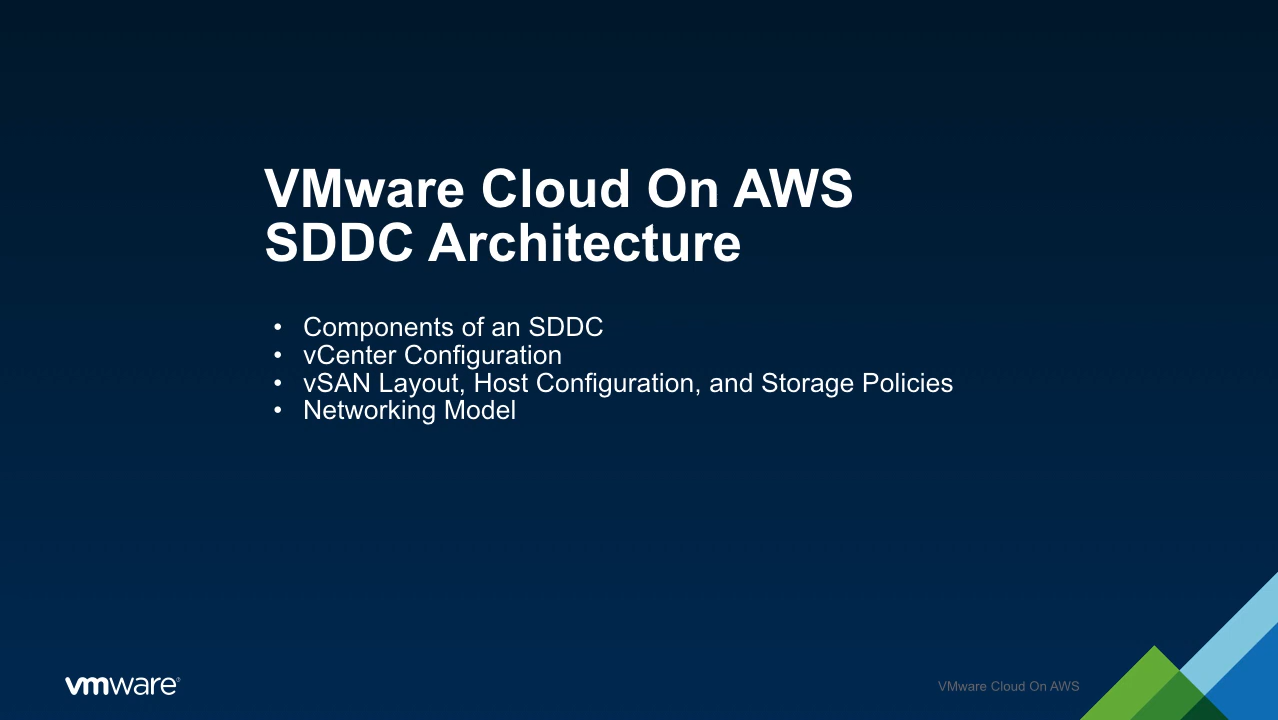 VMware Cloud On AWS
SDDC Architecture
• Components of an SDDC
• vCenter Configuration
• vSAN Layout, Host Configuration, and Storage Policies
• Networking Model
vmware®
VMware Cloud On AWS